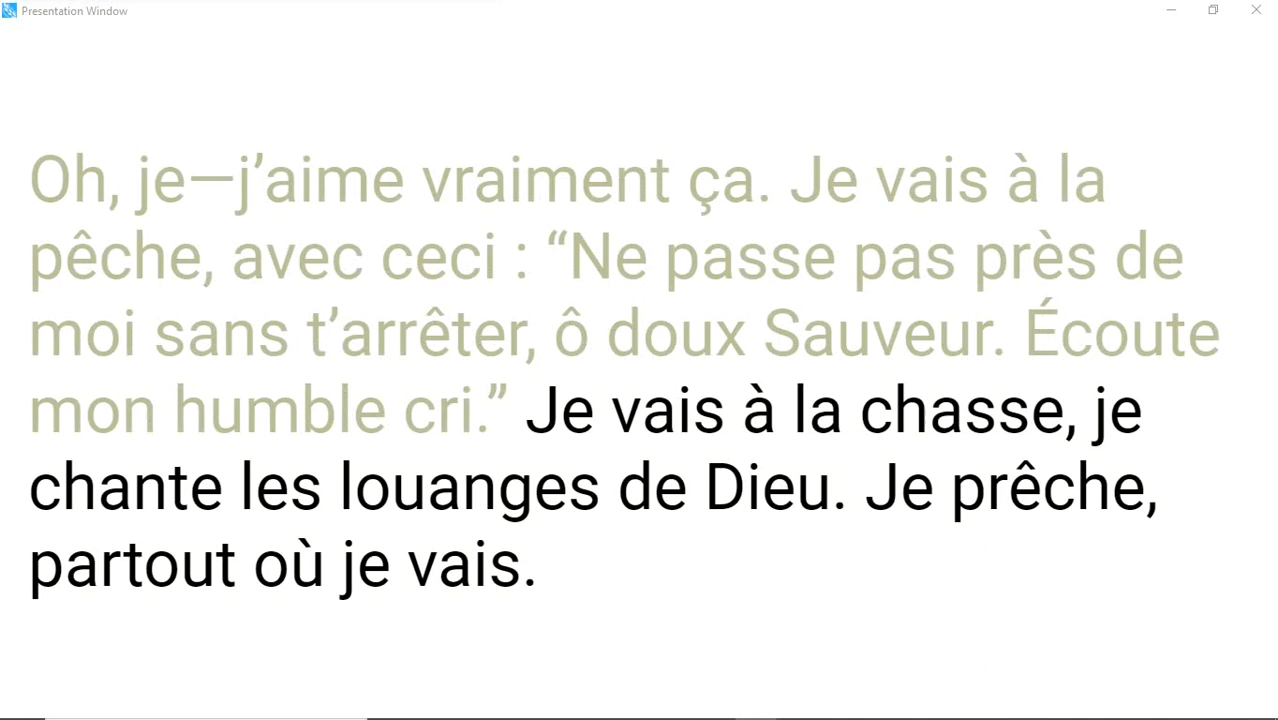 Presentation Window
Oh, je—j’aime vraiment ça. Je vais à la
pêche, avec ceci : “Ne passe pas près de
moi sans t’arrêter, ô doux Sauveur. Écoute
mon humble cri.” Je vais à la chasse, je
chante les louanges de Dieu. Je prêche,
partout où je vais.